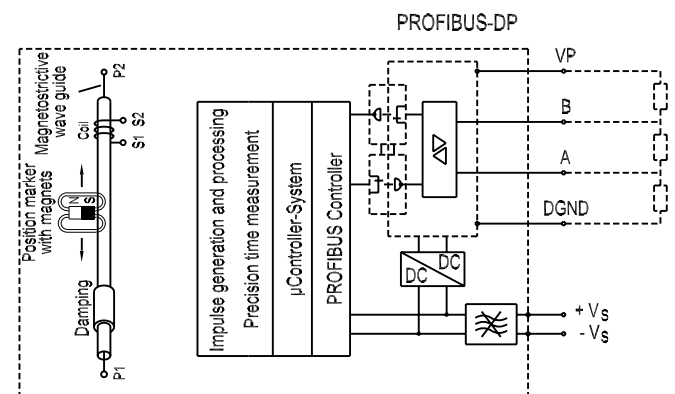 PROFIBUS-DP
P2
Magnetostrictive
wave guide
Coil
S2
S1
Position marker
with magnets
N
S
Damping
P1
Impulse generation and processing
Precision time measurement
µController-System
PROFIBUS Controller
VP
B
A
DGND
DC
DC
+ Vs
- Vs